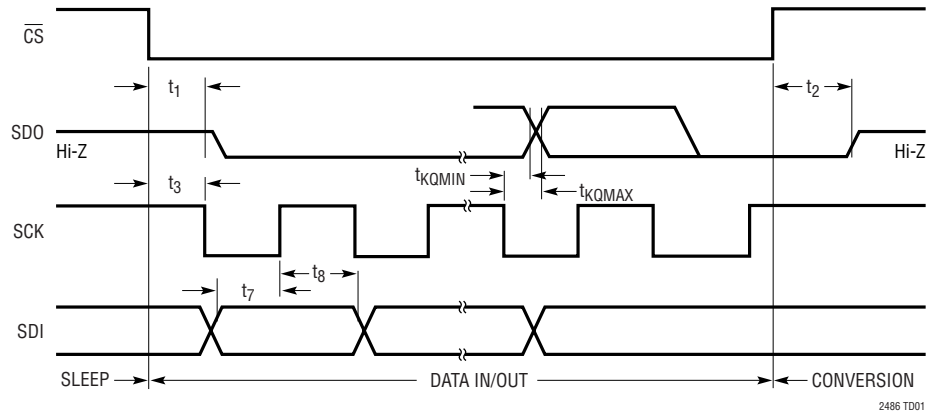 CS
t1
t2
SDO
Hi-Z
Hi-Z
t3
tKQMIN
tKQMAX
SCK
t8
t7
SDI
SLEEP
DATA IN/OUT
CONVERSION
2486 TD01